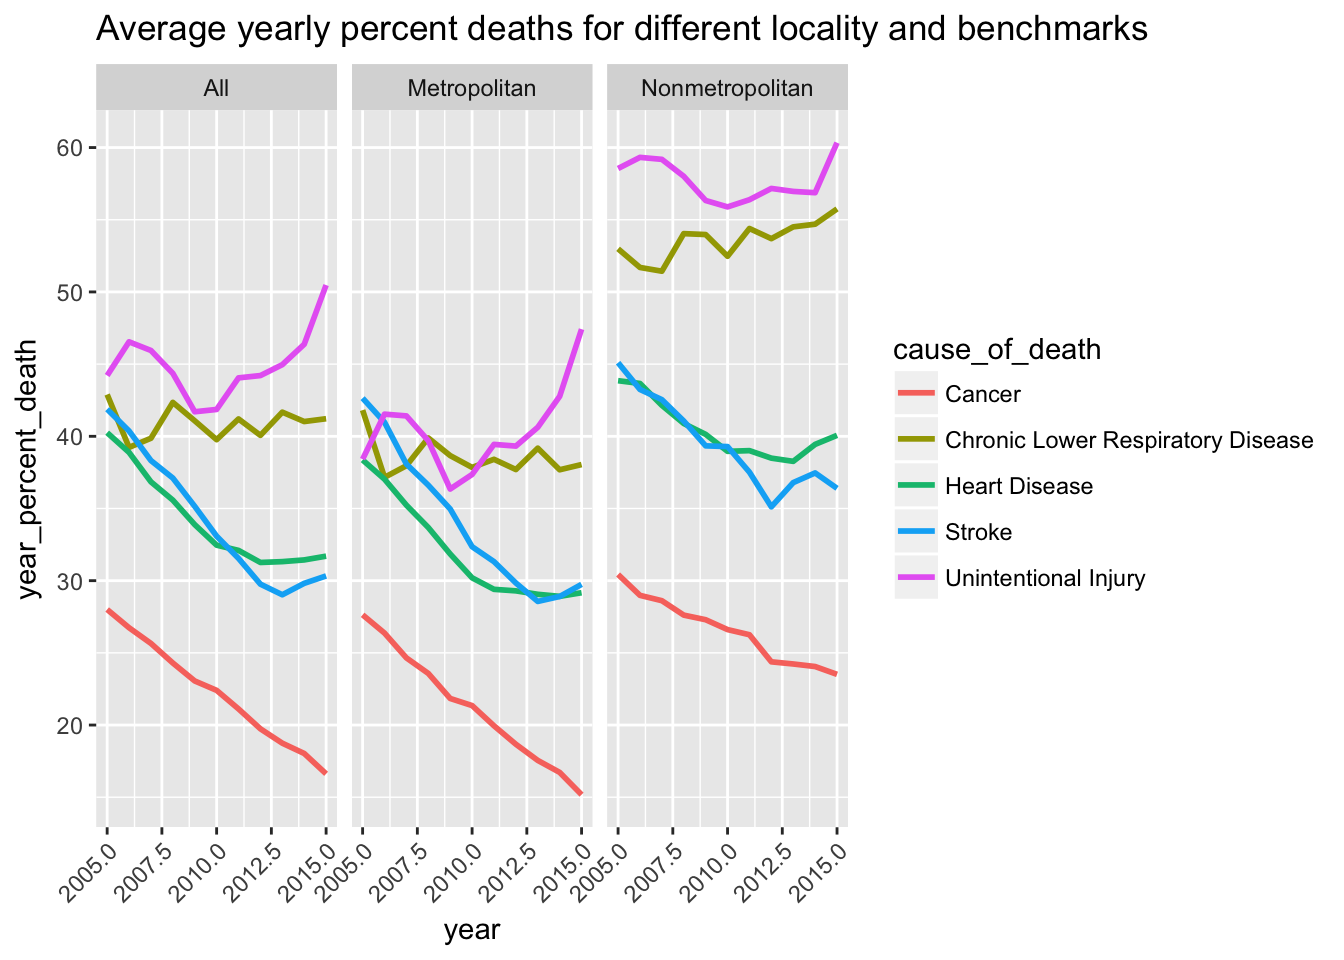 Average yearly percent deaths for different locality and benchmarks
All
Metropolitan
Nonmetropolitan
60
50
40
30
20
year_percent_death
2005.0
2007.5
2010.0
2012.5
2015.0
2005.0
2007.5
2010.0
2012.5
2015.0
2005.0
2007.5
2010.0
2012.5
2015.0
year
cause_of_death
Cancer
Chronic Lower Respiratory Disease
Heart Disease
Stroke
Unintentional Injury